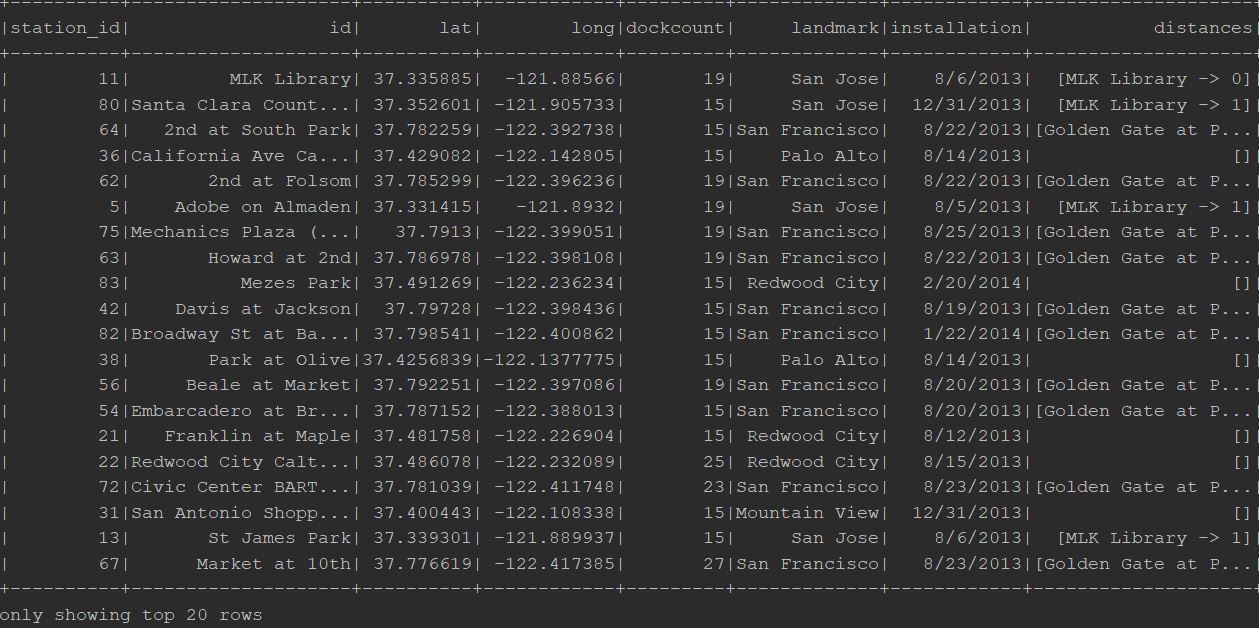 +----------+--------------------+----------+------------+---------+-------------+------------+--------------------+
|station_id|                  id|       lat|        long|dockcount|     landmark|installation|           distances|
+----------+--------------------+----------+------------+---------+-------------+------------+--------------------+
|        11|         MLK Library| 37.335885|  -121.88566|       19|     San Jose|    8/6/2013|  [MLK Library -> 0]|
|        80|Santa Clara Count...| 37.352601| -121.905733|       15|     San Jose|  12/31/2013|  [MLK Library -> 1]|
|        64|   2nd at South Park| 37.782259| -122.392738|       15|San Francisco|   8/22/2013|[Golden Gate at P...|
|        36|California Ave Ca...| 37.429082| -122.142805|       15|    Palo Alto|   8/14/2013|                  []|
|        62|       2nd at Folsom| 37.785299| -122.396236|       19|San Francisco|   8/22/2013|[Golden Gate at P...|
|         5|    Adobe on Almaden| 37.331415|   -121.8932|       19|     San Jose|    8/5/2013|  [MLK Library -> 1]|
|        75|Mechanics Plaza (...|   37.7913| -122.399051|       19|San Francisco|   8/25/2013|[Golden Gate at P...|
|        63|       Howard at 2nd| 37.786978| -122.398108|       19|San Francisco|   8/22/2013|[Golden Gate at P...|
|        83|          Mezes Park| 37.491269| -122.236234|       15| Redwood City|   2/20/2014|                  []|
|        42|    Davis at Jackson|  37.79728| -122.398436|       15|San Francisco|   8/19/2013|[Golden Gate at P...|
|        82|Broadway St at Ba...| 37.798541| -122.400862|       15|San Francisco|   1/22/2014|[Golden Gate at P...|
|        38|       Park at Olive|37.4256839|-122.1377775|       15|    Palo Alto|   8/14/2013|                  []|
|        56|     Beale at Market| 37.792251| -122.397086|       19|San Francisco|   8/20/2013|[Golden Gate at P...|
|        54|Embarcadero at Br...| 37.787152| -122.388013|       15|San Francisco|   8/20/2013|[Golden Gate at P...|
|        21|   Franklin at Maple| 37.481758| -122.226904|       15| Redwood City|   8/12/2013|                  []|
|        22|Redwood City Calt...| 37.486078| -122.232089|       25| Redwood City|   8/15/2013|                  []|
|        72|Civic Center BART...| 37.781039| -122.411748|       23|San Francisco|   8/23/2013|[Golden Gate at P...|
|        31|San Antonio Shopp...| 37.400443| -122.108338|       15|Mountain View|  12/31/2013|                  []|
|        13|       St James Park| 37.339301| -121.889937|       15|     San Jose|    8/6/2013|  [MLK Library -> 1]|
|        67|      Market at 10th| 37.776619| -122.417385|       27|San Francisco|   8/23/2013|[Golden Gate at P...|
+----------+--------------------+----------+------------+---------+-------------+------------+--------------------+
only showing top 20 rows